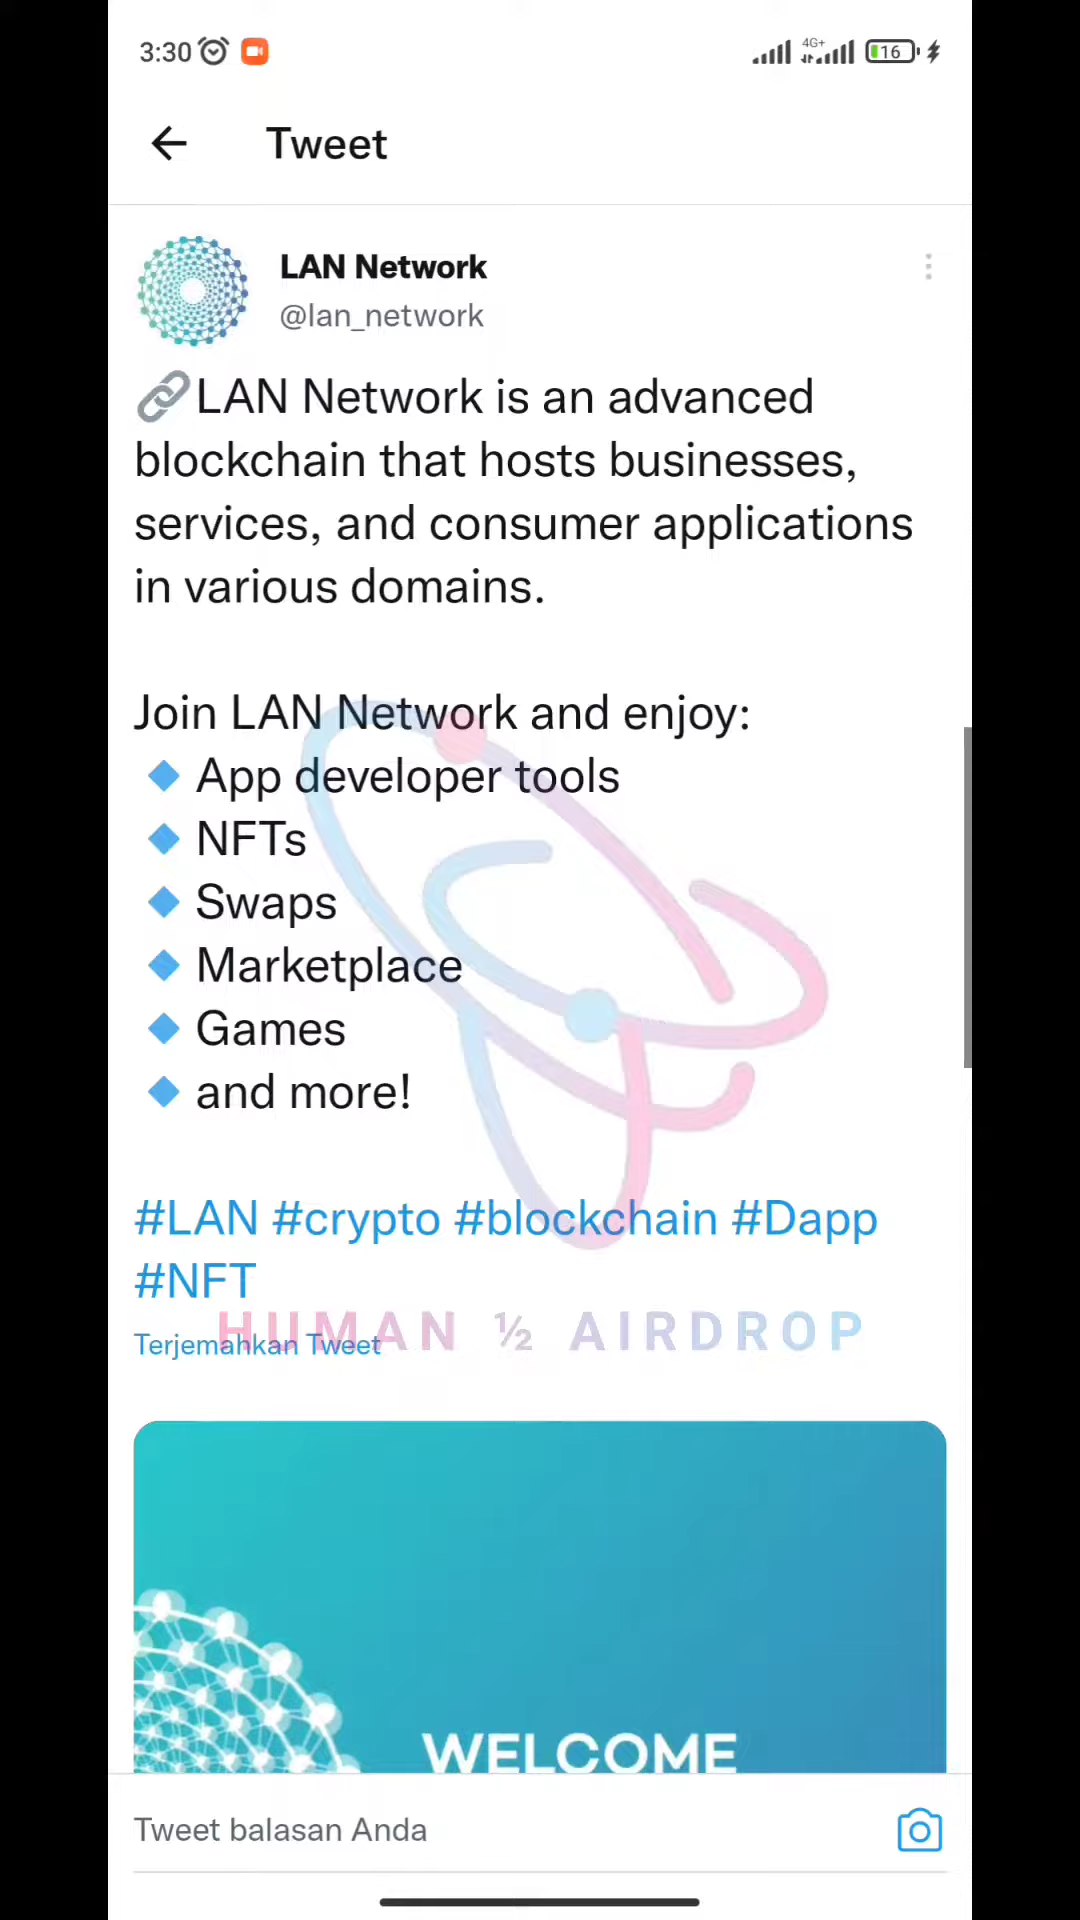 3:30
4G+
16
Tweet
LAN Network
@lan_network
🔗LAN Network is an advanced
blockchain that hosts businesses,
services, and consumer applications
in various domains.
Join LAN Network and enjoy:
🔹App developer tools
🔹NFTs
🔹Swaps
🔹Marketplace
🔹Games
🔹and more!
#LAN #crypto #blockchain #Dapp
#NFT
HUMAN ½ AIRDROP
Terjemahkan Tweet
WELCOME
Tweet balasan Anda